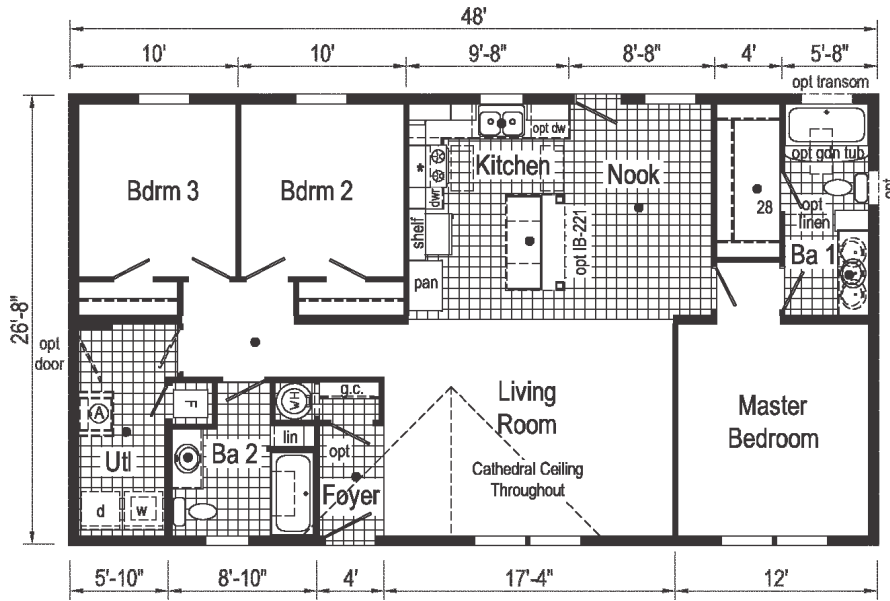 48'
10'
10'
9'-8"
8'-8"
4'
5'-8"
opt transom
26'-8"
Bdrm 3
Bdrm 2
Kitchen
opt dw
Nook
opt gdn tub
opt
*
dwr
shelf
pan
opt IB-221
28
opt
linen
Ba 1
opt
door
A
Utl
d
w
F
Ba 2
HW
lin
g.c.
opt
Foyer
Living
Room
Cathedral Ceiling
Throughout
Master
Bedroom
5'-10"
8'-10"
4'
17'-4"
12'